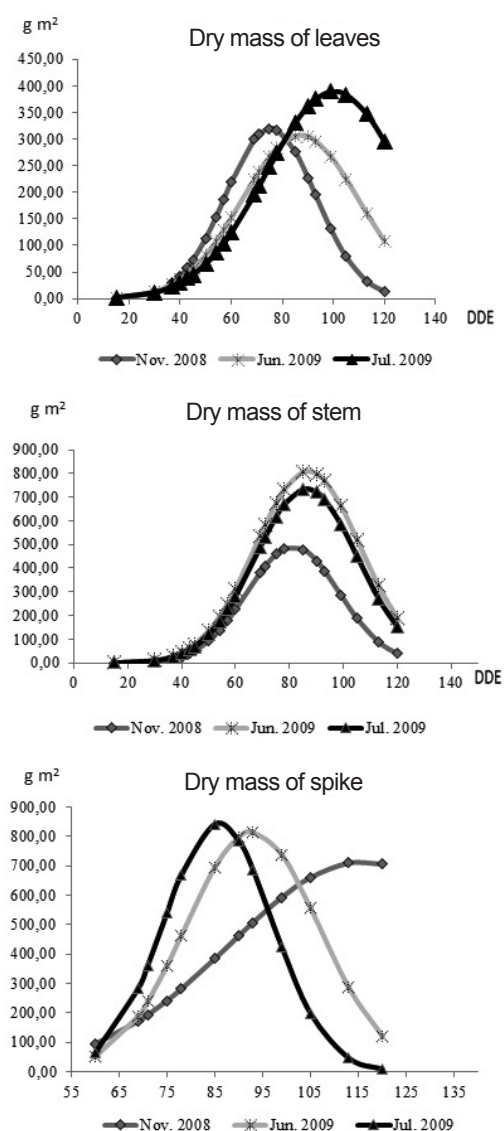 g m²
Dry mass of leaves
450,00
400,00
350,00
300,00
250,00
200,00
150,00
100,00
50,00
0,00
0 20 40 60 80 100 120 140 DDE
Nov. 2008 Jun. 2009 Jul. 2009
g m²
Dry mass of stem
900,00
800,00
700,00
600,00
500,00
400,00
300,00
200,00
100,00
0,00
0 20 40 60 80 100 120 140 DDE
Nov. 2008 Jun. 2009 Jul. 2009
g m²
Dry mass of spike
900,00
800,00
700,00
600,00
500,00
400,00
300,00
200,00
100,00
0,00
55 65 75 85 95 105 115 125 135
Nov. 2008 Jun. 2009 Jul. 2009